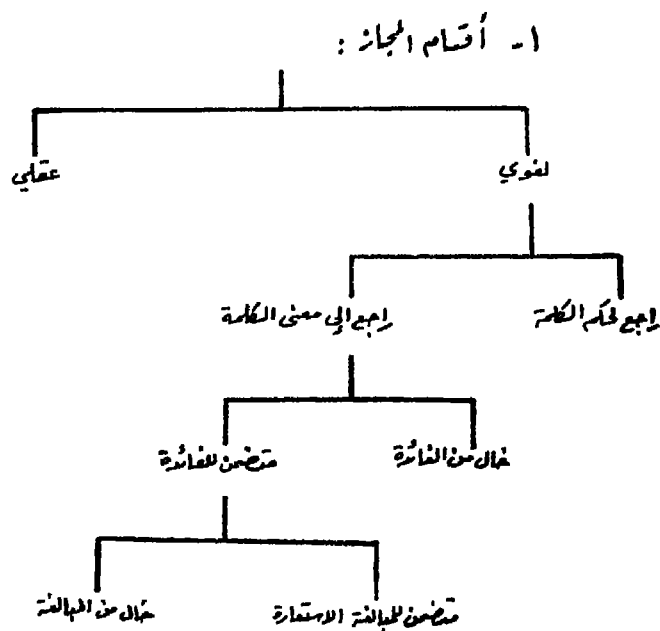 ١- أقسام المجاز :
لغوي عقلي
راجع لحكم الكلمة راجع إلى معنى الكلمة
خال من الفائدة متضمن للفائدة
متضمن للمبالغة الاستعارة خال من المبالغة